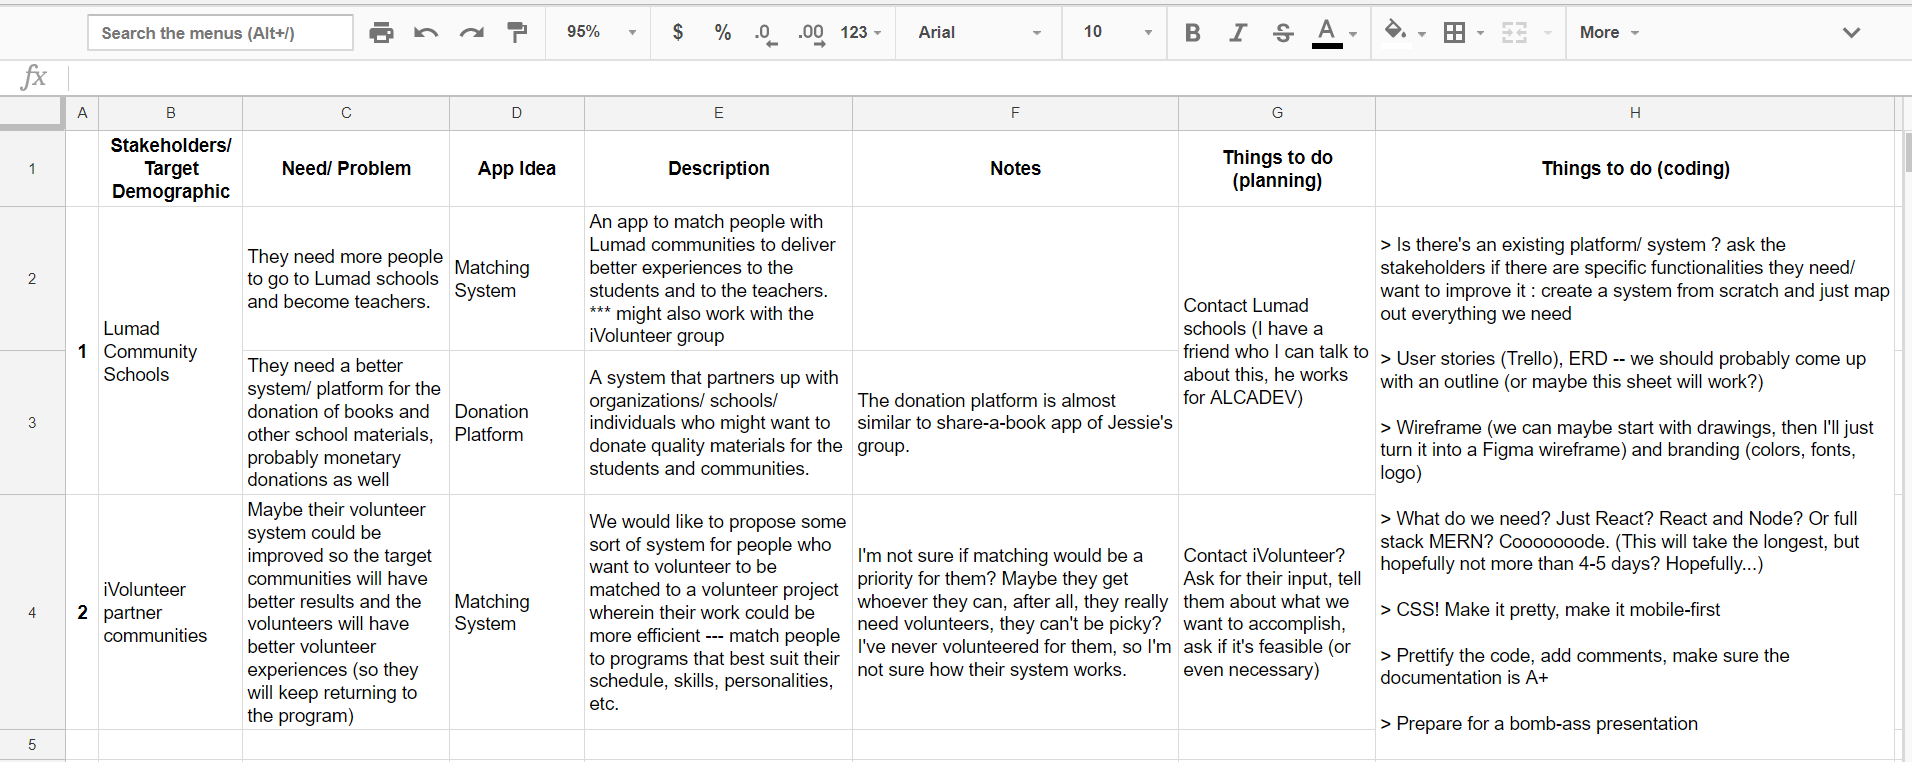 Search the menus (Alt+/)
95%
$
%
.0
.00
123
Arial
10
B
I
S
A
More
fx
A
B
C
D
E
F
G
H
1
Stakeholders/
Target
Demographic
Need/ Problem
App Idea
Description
Notes
Things to do
(planning)
Things to do (coding)
2
3
1
Lumad
Community
Schools
They need more people
to go to Lumad schools
and become teachers.
Matching
System
An app to match people with
Lumad communities to deliver
better experiences to the
students and to the teachers.
*** might also work with the
iVolunteer group
They need a better
system/ platform for the
donation of books and
other school materials,
probably monetary
donations as well
Donation
Platform
A system that partners up with
organizations/ schools/
individuals who might want to
donate quality materials for the
students and communities.
The donation platform is almost
similar to share-a-book app of Jessie's
group.
Contact Lumad
schools (I have a
friend who I can talk to
about this, he works
for ALCADEV)
4
2
iVolunteer
partner
communities
Maybe their volunteer
system could be
improved so the target
communities will have
better results and the
volunteers will have
better volunteer
experiences (so they
will keep returning to
the program)
Matching
System
We would like to propose some
sort of system for people who
want to volunteer to be
matched to a volunteer project
wherein their work could be
more efficient --- match people
to programs that best suit their
schedule, skills, personalities,
etc.
I'm not sure if matching would be a
priority for them? Maybe they get
whoever they can, after all, they really
need volunteers, they can't be picky?
I've never volunteered for them, so I'm
not sure how their system works.
Contact iVolunteer?
Ask for their input, tell
them about what we
want to accomplish,
ask if it's feasible (or
even necessary)
> Is there's an existing platform/ system ? ask the
stakeholders if there are specific functionalities they need/
want to improve it : create a system from scratch and just map
out everything we need
> User stories (Trello), ERD -- we should probably come up
with an outline (or maybe this sheet will work?)
> Wireframe (we can maybe start with drawings, then I'll just
turn it into a Figma wireframe) and branding (colors, fonts,
logo)
> What do we need? Just React? React and Node? Or full
stack MERN? Cooooooode. (This will take the longest, but
hopefully not more than 4-5 days? Hopefully...)
> CSS! Make it pretty, make it mobile-first
> Prettify the code, add comments, make sure the
documentation is A+
> Prepare for a bomb-ass presentation
5